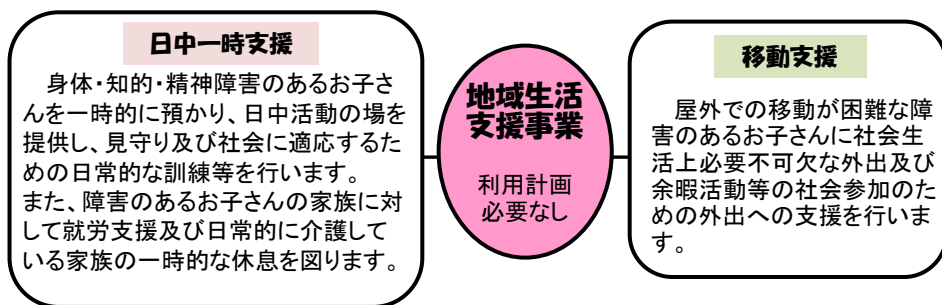 日中一時支援
身体・知的・精神障害のあるお子さ
んを一時的に預かり、日中活動の場を
提供し、見守り及び社会に適応するた
めの日常的な訓練等を行います。
また、障害のあるお子さんの家族に対
して就労支援及び日常的に介護して
いる家族の一時的な休息を図ります。
地域生活
支援事業
利用計画
必要なし
移動支援
屋外での移動が困難な障
害のあるお子さんに社会生
活上必要不可欠な外出及び
余暇活動等の社会参加のた
めの外出への支援を行いま
す。